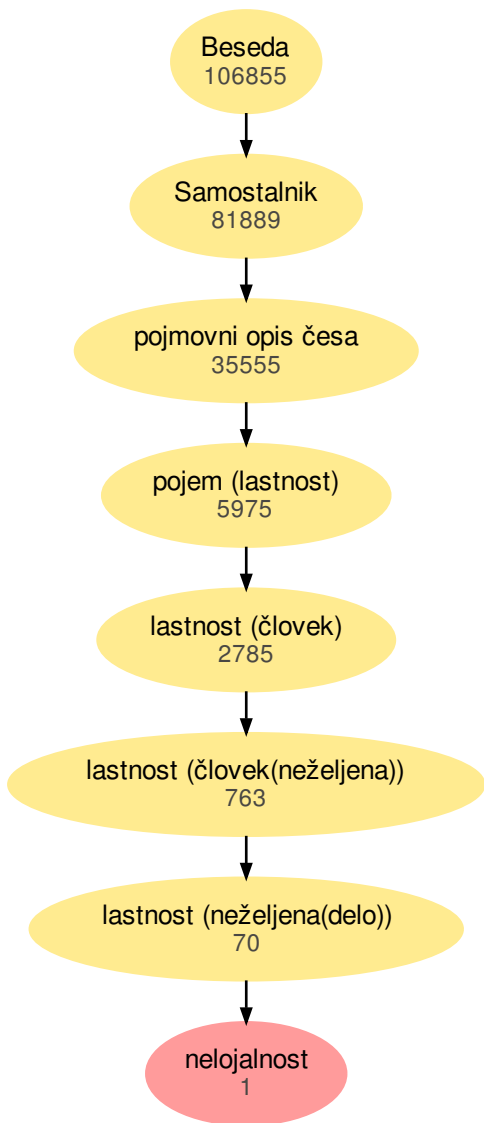 Beseda
106855
Samostalnik
81889
pojmovni opis česa
35555
pojem (lastnost)
5975
lastnost (človek)
2785
lastnost (človek(neželjena))
763
lastnost (neželjena(delo))
70
nelojalnost
1